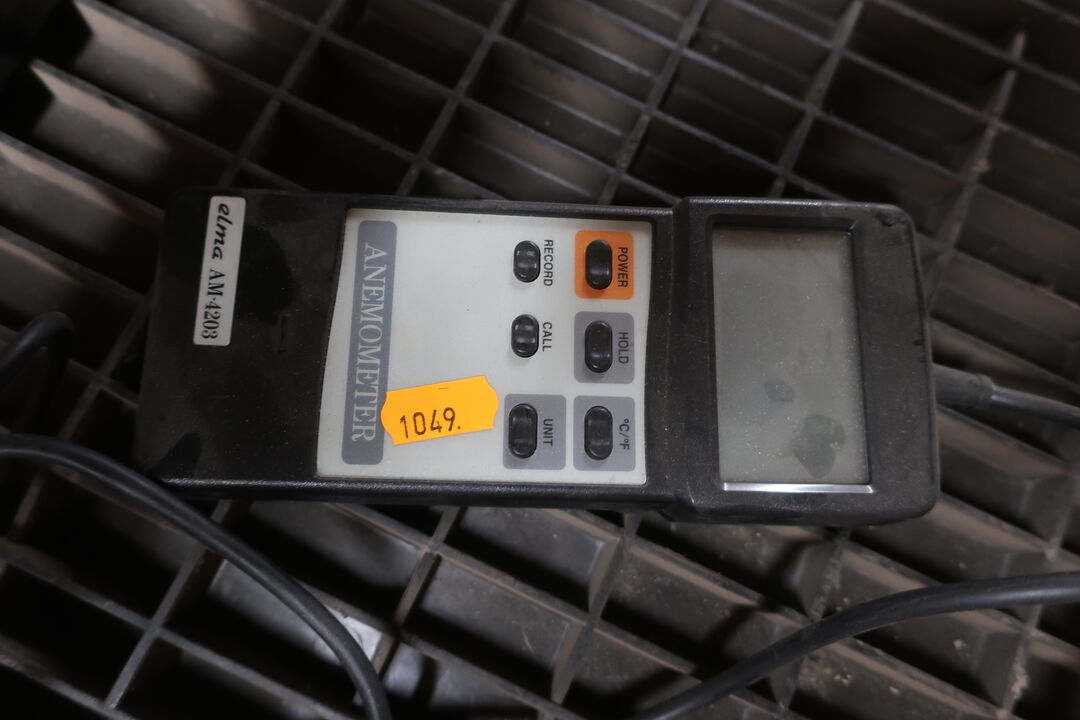 elma AM-4203
ANEMOMETER
POWER
HOLD
°C/°F
RECORD
CALL
UNIT
1049.